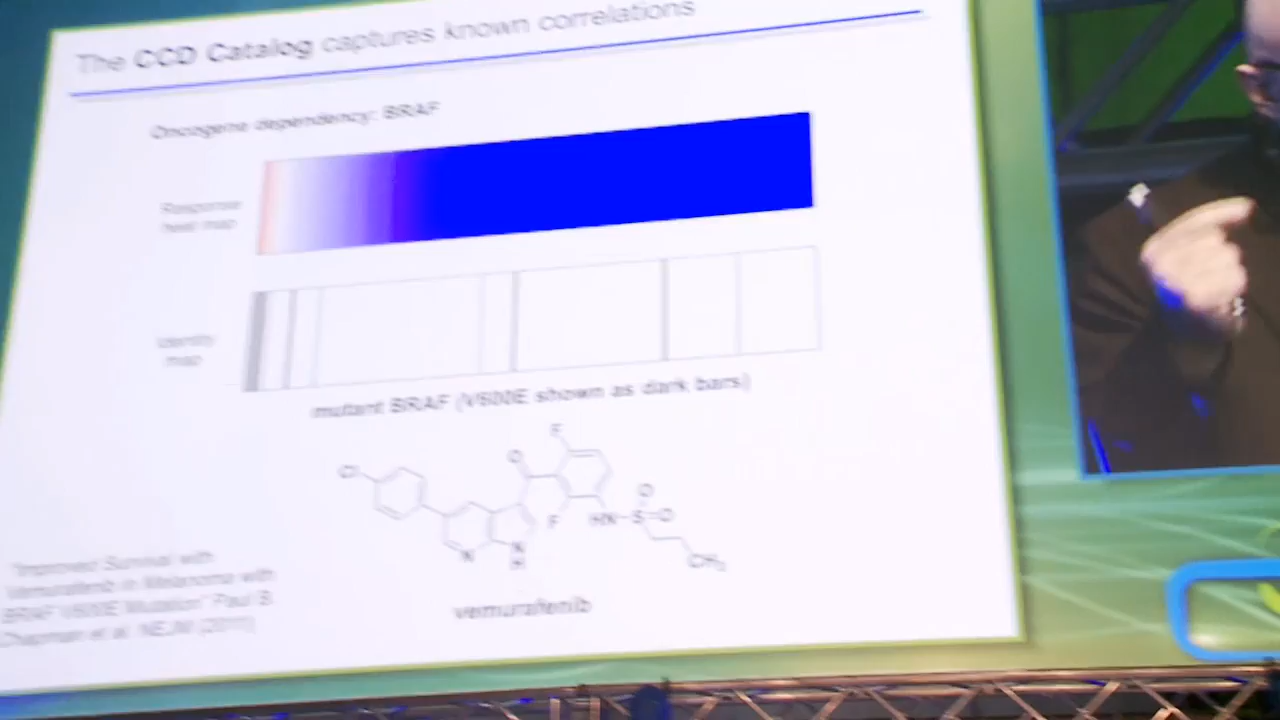 The CCD Catalog captures known correlations
Oncogene dependency: BRAF
Response
heat map
Identity
map
mutant BRAF (V600E shown as dark bars)
F
O
Cl
O
F
HN
S
O
N
N
H
CH3
vemurafenib
"Improved Survival with
Vemurafenib in Melanoma with
BRAF V600E Mutation" Paul B.
Chapman et al. NEJM (2011)